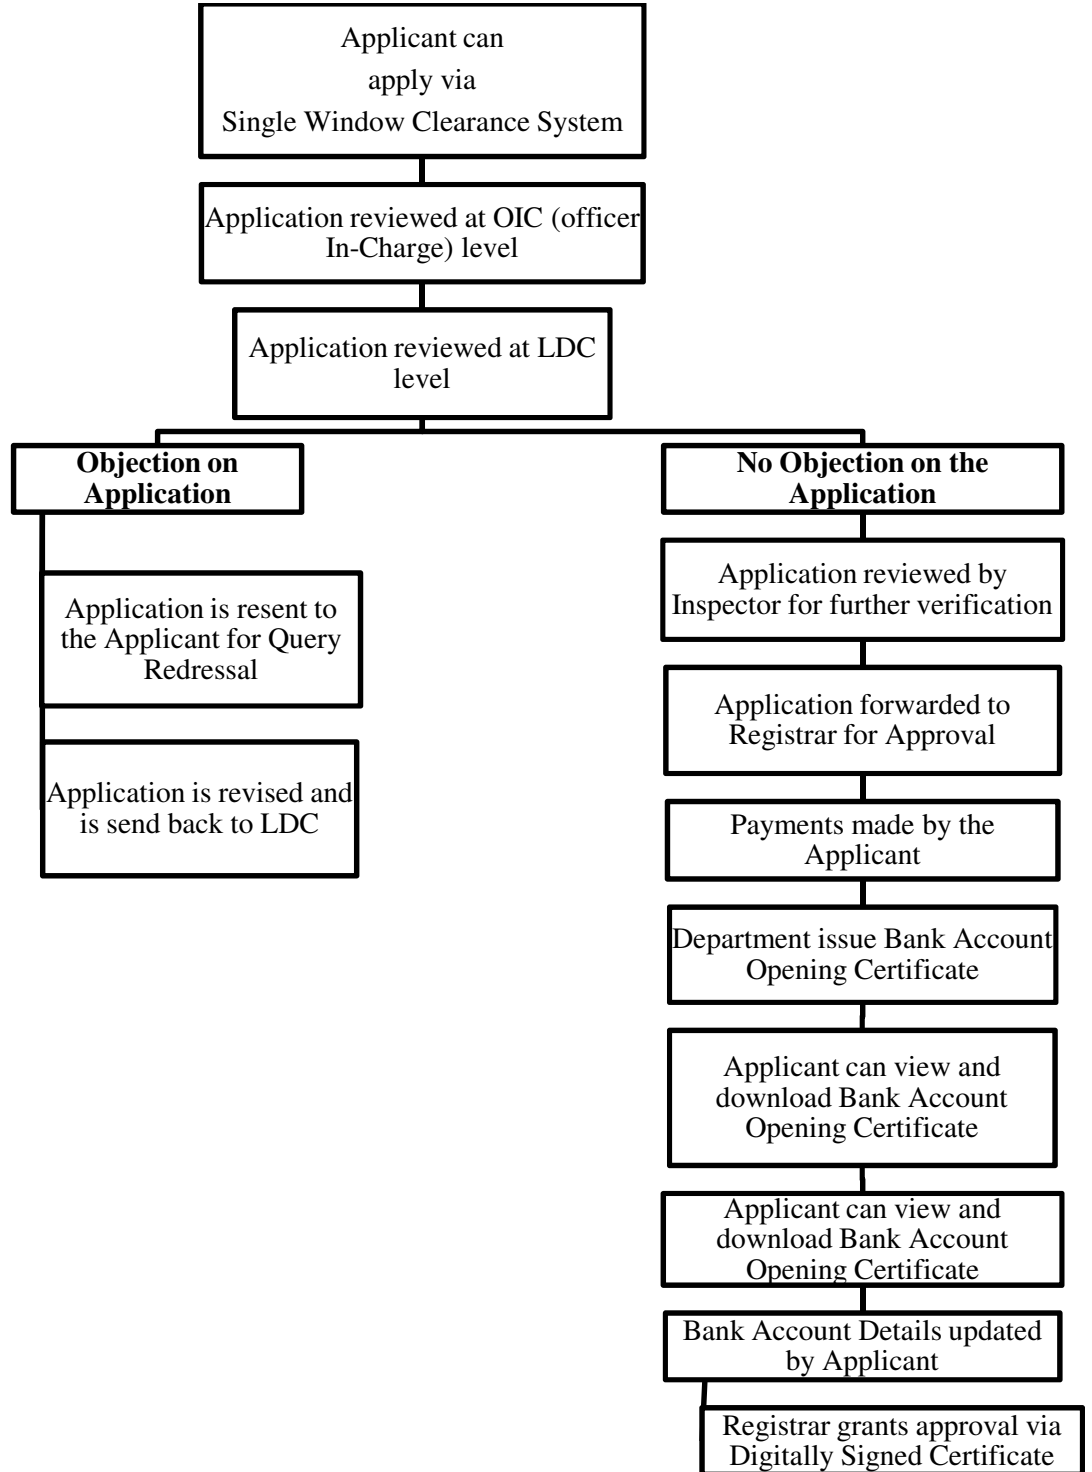 Applicant can
apply via
Single Window Clearance System
Application reviewed at OIC (officer
In-Charge) level
Application reviewed at LDC
level
Objection on
Application
Application is resent to
the Applicant for Query
Redressal
Application is revised and
is send back to LDC
No Objection on the
Application
Application reviewed by
Inspector for further verification
Application forwarded to
Registrar for Approval
Payments made by the
Applicant
Department issue Bank Account
Opening Certificate
Applicant can view and
download Bank Account
Opening Certificate
Applicant can view and
download Bank Account
Opening Certificate
Bank Account Details updated
by Applicant
Registrar grants approval via
Digitally Signed Certificate